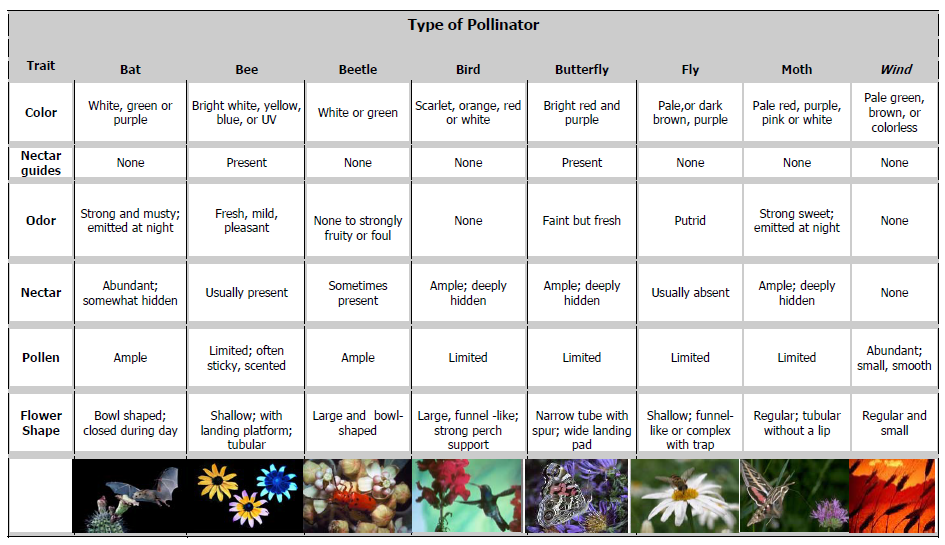 Type of Pollinator
Trait Bat Bee Beetle Bird Butterfly Fly Moth Wind
Color
White, green or
purple
Bright white, yellow,
blue, or UV
White or green
Scarlet, orange, red
or white
Bright red and
purple
Pale,or dark
brown, purple
Pale red, purple,
pink or white
Pale green,
brown, or
colorless
Nectar
guides
None
Present
None
None
Present
None
None
None
Odor
Strong and musty;
emitted at night
Fresh, mild,
pleasant
None to strongly
fruity or foul
None
Faint but fresh
Putrid
Strong sweet;
emitted at night
None
Nectar
Abundant;
somewhat hidden
Usually present
Sometimes
present
Ample; deeply
hidden
Ample; deeply
hidden
Usually absent
Ample; deeply
hidden
None
Pollen
Ample
Limited; often
sticky, scented
Ample
Limited
Limited
Limited
Limited
Abundant;
small, smooth
Flower
Shape
Bowl shaped;
closed during day
Shallow; with
landing platform;
tubular
Large and bowl-
shaped
Large, funnel -like;
strong perch
support
Narrow tube with
spur; wide landing
pad
Shallow; funnel-
like or complex
with trap
Regular; tubular
without a lip
Regular and
small